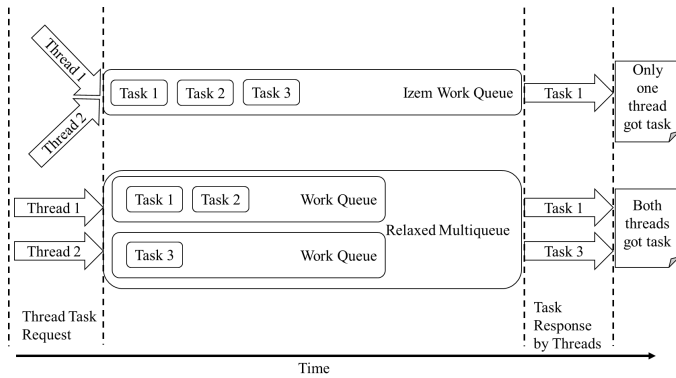 Thread 1
Thread 2
Task 1
Task 2
Task 3
Izem Work Queue
Task 1
Only
one
thread
got task
Thread 1
Thread 2
Task 1
Task 2
Work Queue
Task 3
Work Queue
Relaxed Multiqueue
Task 1
Task 3
Both
threads
got task
Thread Task
Request
Task
Response
by Threads
Time